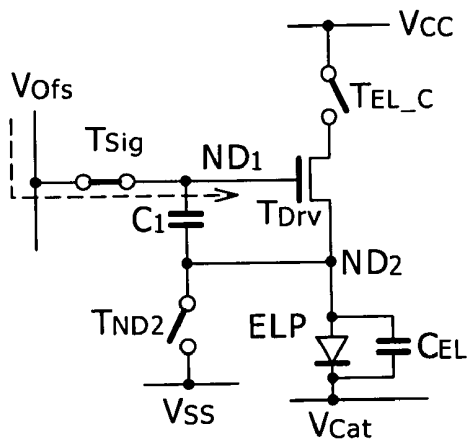 VCC
VOfs
TEL_C
TSig
ND1
C1
TDrv
ND2
TND2
ELP
CEL
VSS
VCat